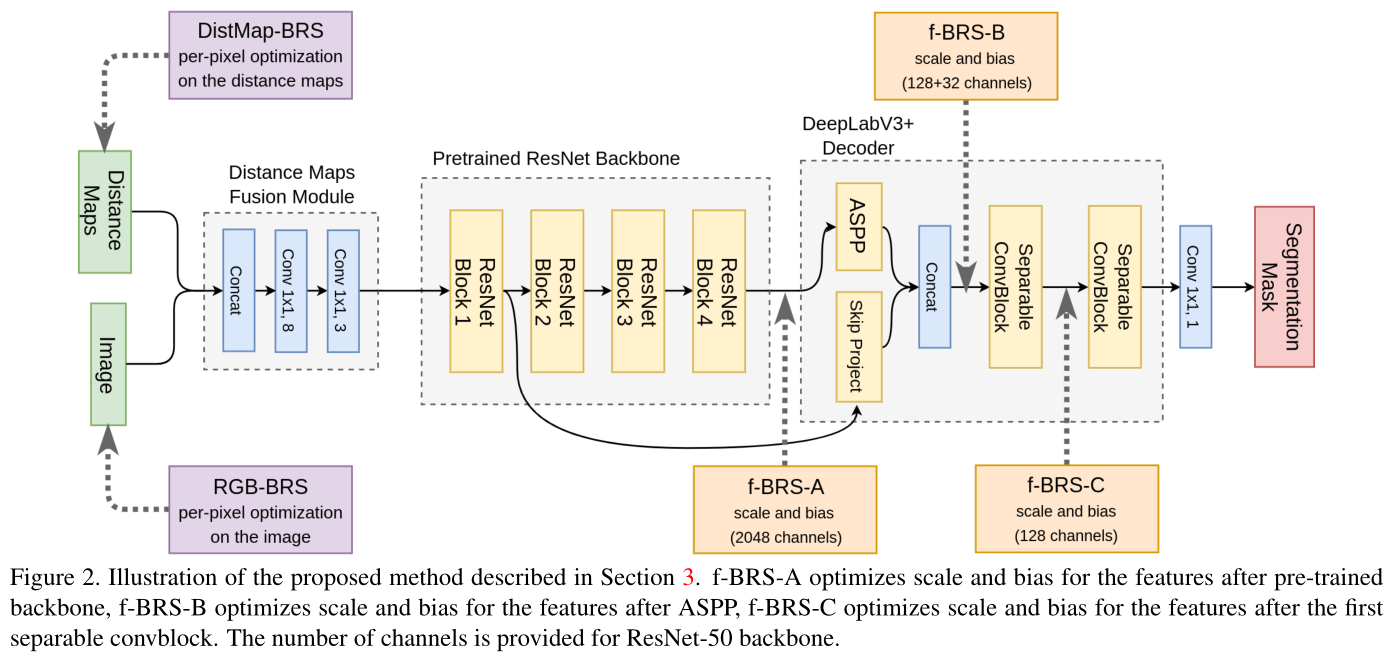 DistMap-BRS
per-pixel optimization
on the distance maps
f-BRS-B
scale and bias
(128+32 channels)
DeepLabV3+
Decoder
Pretrained ResNet Backbone
Distance Maps
Fusion Module
Distance
Maps
Image
Concat
Conv 1x1, 8
Conv 1x1, 3
ResNet
Block 1
ResNet
Block 2
ResNet
Block 3
ResNet
Block 4
ASPP
Skip Project
Concat
Separable
ConvBlock
Separable
ConvBlock
Conv 1x1, 1
Segmentation
Mask
RGB-BRS
per-pixel optimization
on the image
f-BRS-A
scale and bias
(2048 channels)
f-BRS-C
scale and bias
(128 channels)
Figure 2. Illustration of the proposed method described in Section 3. f-BRS-A optimizes scale and bias for the features after pre-trained
backbone, f-BRS-B optimizes scale and bias for the features after ASPP, f-BRS-C optimizes scale and bias for the features after the first
separable convblock. The number of channels is provided for ResNet-50 backbone.